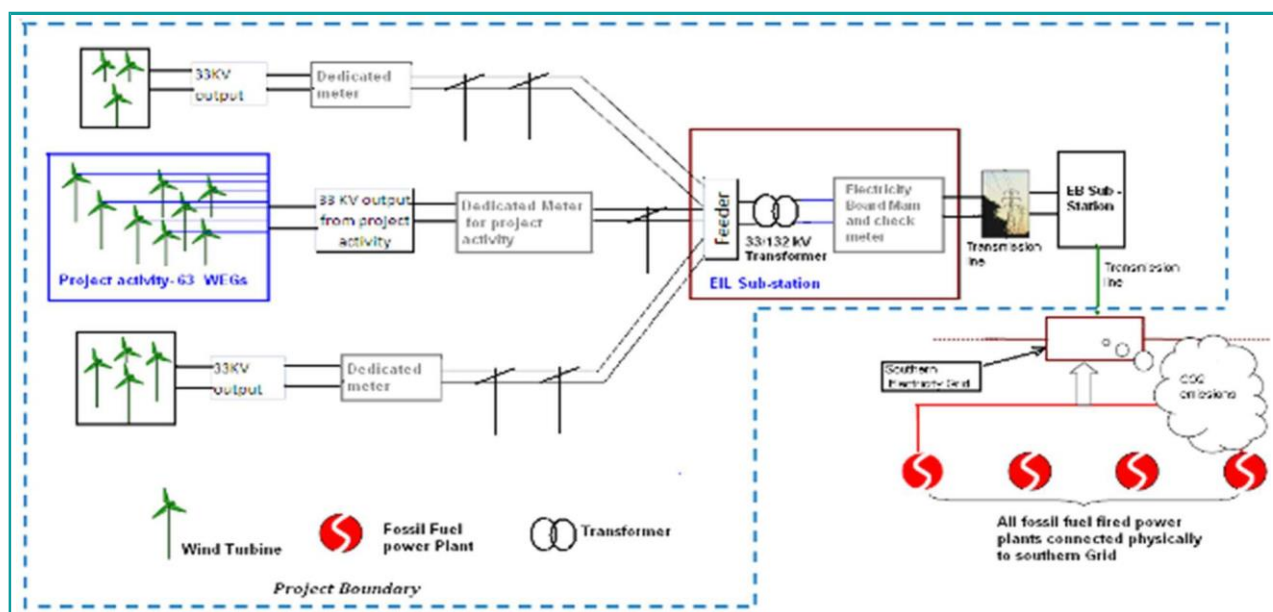 33KV
output
Dedicated
meter
33 KV output
from project
activity
Dedicated Meter
for project
activity
Project activity- 63 WEGs
Feeder
33/132 kV
Transformer
Electricity
Board Main
and check
meter
EIL Sub-station
Transmission
line
EB Sub -
Station
Transmission
line
33KV
output
Dedicated
meter
Southern
Electricity Grid
CO2
emissions
Wind Turbine
Fossil Fuel
power Plant
Transformer
All fossil fuel fired power
plants connected physically
to southern Grid
Project Boundary